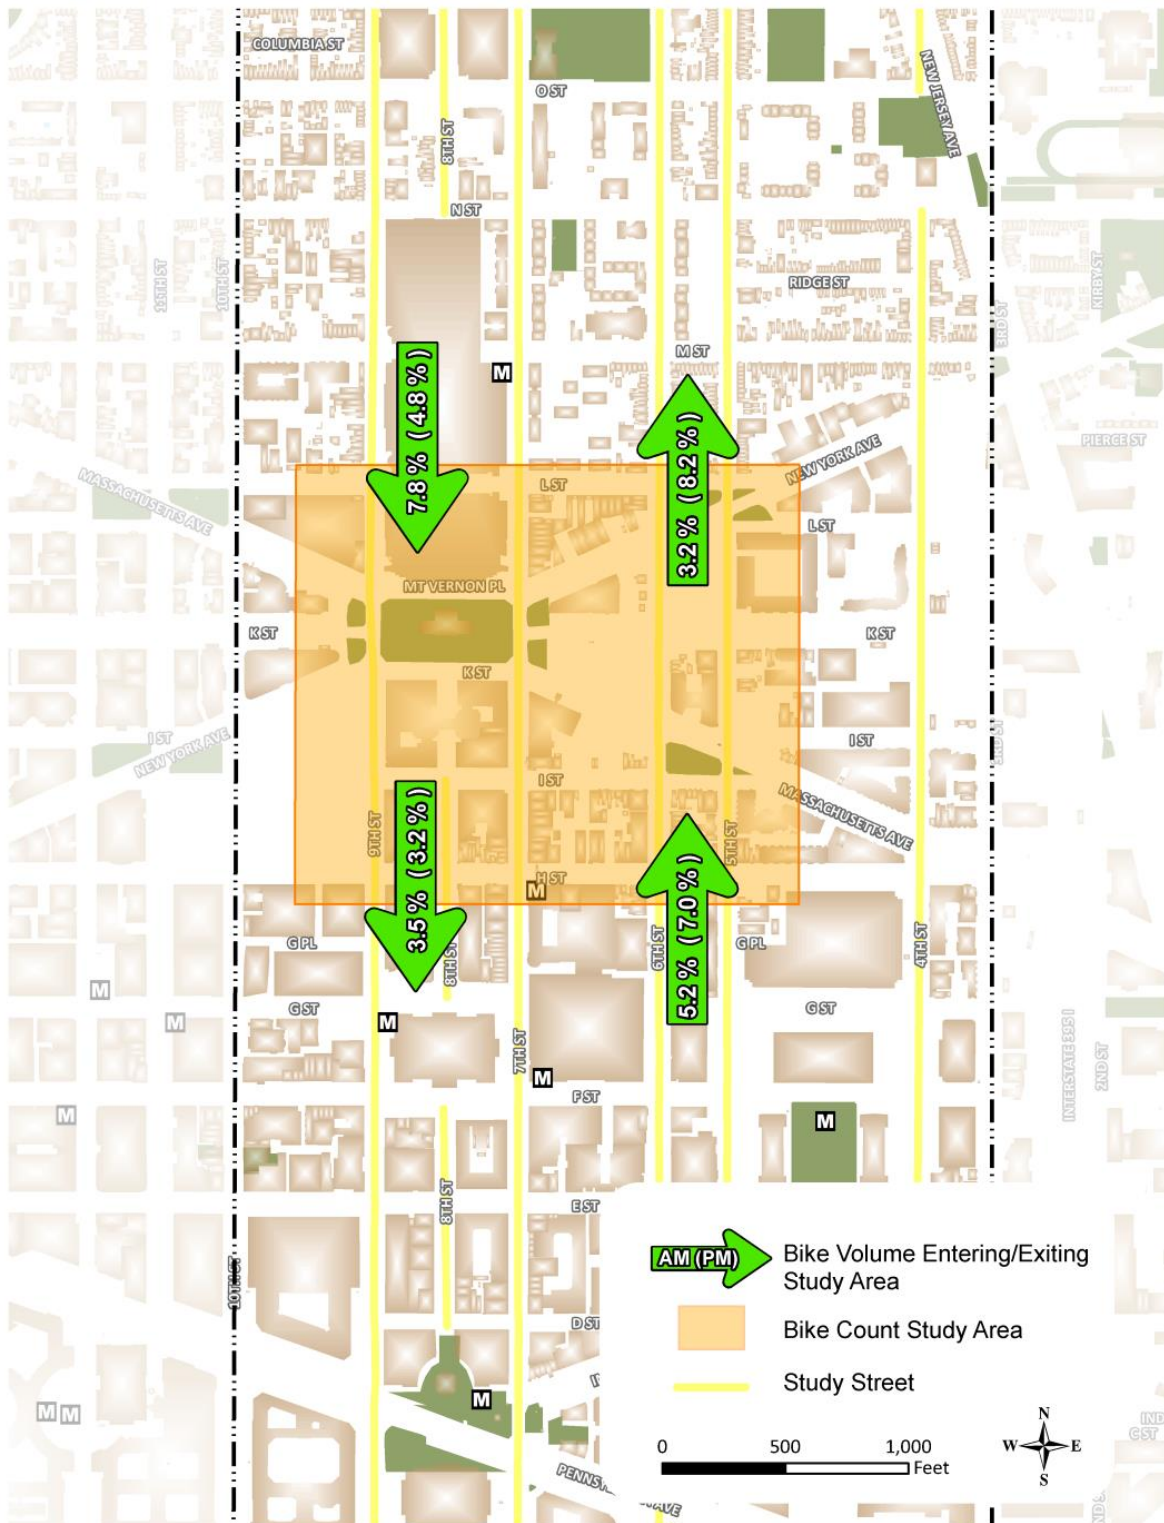 COLUMBIA ST
NEW JERSEY AVE
O ST
8TH ST
N ST
11TH ST
10TH ST
RIDGE ST
KIRBY ST
3RD ST
M ST
M
7.8 % ( 4.8 % )
3.2 % ( 8.2 % )
PIERCE ST
NEW YORK AVE
MASSACHUSETTS AVE
L ST
L ST
MT VERNON PL
K ST
K ST
K ST
I ST
NEW YORK AVE
I ST
I ST
3RD ST
MASSACHUSETTS AVE
9TH ST
5TH ST
3.5 % ( 3.2 % )
5.2 % ( 7.0 % )
H ST
M
G PL
8TH ST
6TH ST
G PL
4TH ST
M
G ST
G ST
M
M
7TH ST
INTERSTATE 395 I
2ND ST
M
F ST
M
M
8TH ST
E ST
10TH ST
AM (PM)
Bike Volume Entering/Exiting
Study Area
D ST
Bike Count Study Area
Study Street
M
M
M
IND
C ST
N
W
E
S
0
500
1,000
Feet
PENNS
AVE
ND S